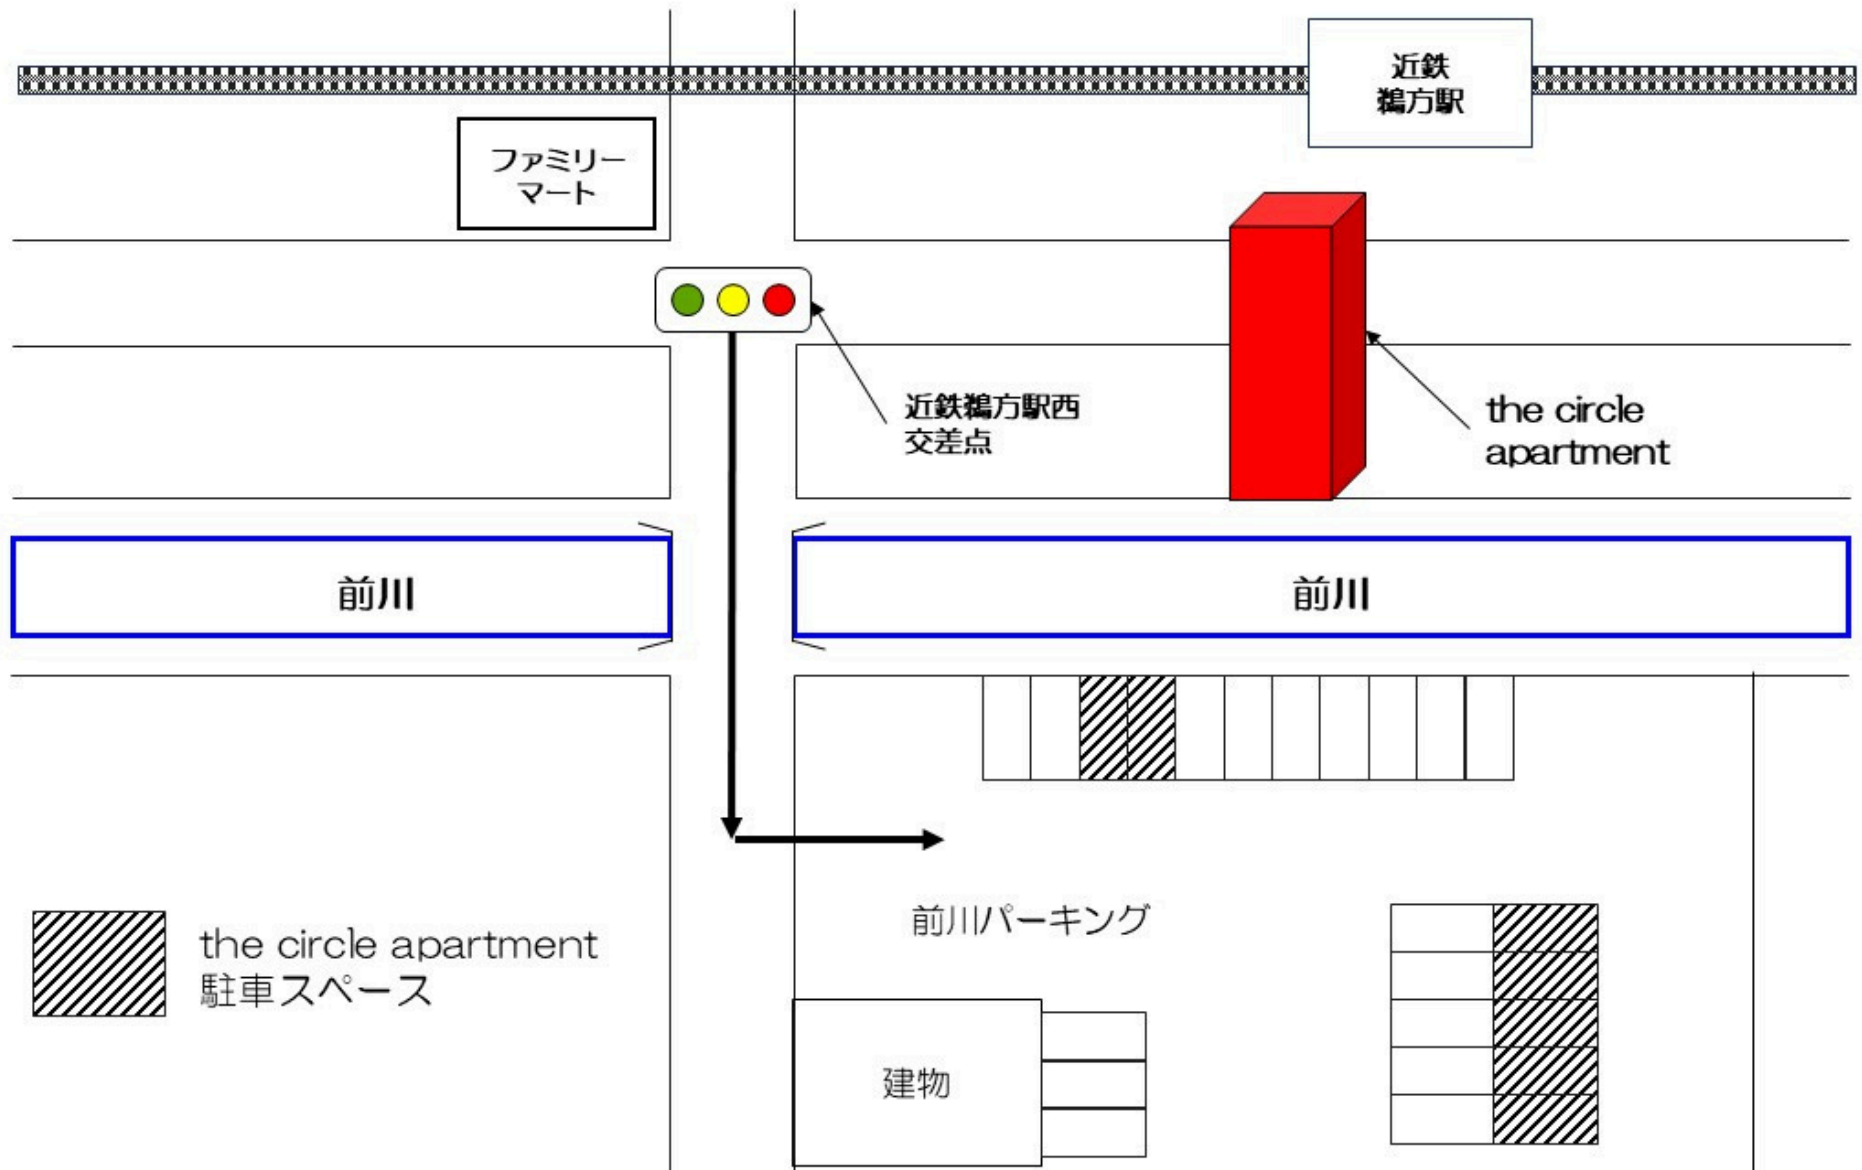 近鉄
鵜方駅
ファミリー
マート
近鉄鵜方駅西
交差点
the circle
apartment
前川
前川
前川パーキング
the circle apartment
駐車スペース
建物